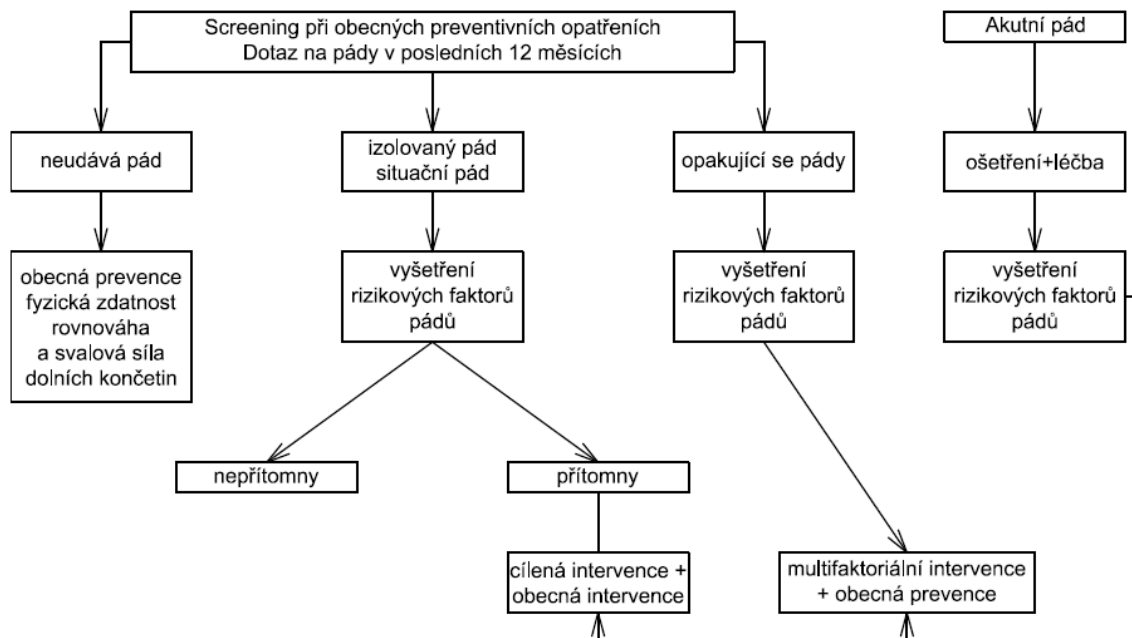 Screening při obecných preventivních opatřeních
Dotaz na pády v posledních 12 měsících
Akutní pád
neudává pád
izolovaný pád
situační pád
opakující se pády
ošetření+léčba
obecná prevence
fyzická zdatnost
rovnováha
a svalová síla
dolních končetin
vyšetření
rizikových faktorů
pádů
vyšetření
rizikových faktorů
pádů
vyšetření
rizikových faktorů
pádů
nepřítomny
přítomny
cílená intervence +
obecná intervence
multifaktoriální intervence
+ obecná prevence